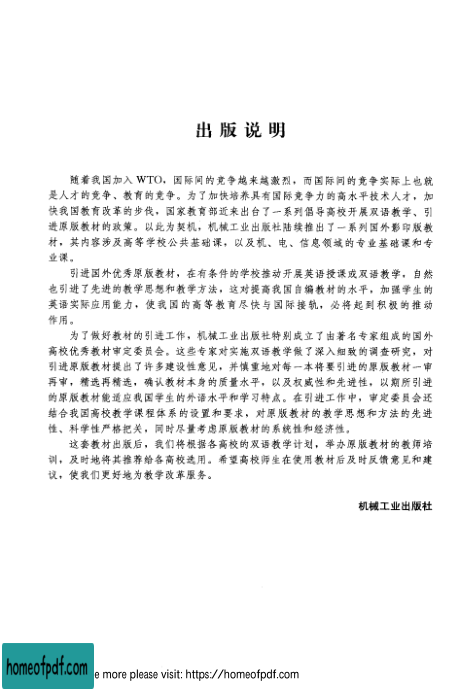 出版说明
随着我国加入 WTO，国际间的竞争越来越激烈，而国际间的竞争实际上也就
是人才的竞争、教育的竞争。为了加快培养具有国际竞争力的高水平技术人才，加
快我国教育改革的步伐，国家教育部近来出台了一系列倡导高校开展双语教学、引
进原版教材的政策。以此为契机，机械工业出版社陆续推出了一系列国外影印版教
材，其内容涉及高等学校公共基础课，以及机、电、信息领域的专业基础课和专
业课。
引进国外优秀原版教材，在有条件的学校推动开展英语授课或双语教学，自然
也引进了先进的教学思想和教学方法，这对提高我国自编教材的水平，加强学生的
英语实际应用能力，使我国的高等教育尽快与国际接轨，必将起到积极的推动
作用。
为了做好教材的引进工作，机械工业出版社特别成立了由著名专家组成的国外
高校优秀教材审定委员会。这些专家对实施双语教学做了深入细致的调查研究，对
引进原版教材提出了许多建设性意见，并慎重地对每一本将要引进的原版教材一审
再审，精选再精选，确认教材本身的质量水平，以及权威性和先进性，以期所引进
的原版教材能适应我国学生的外语水平和学习特点。在引进工作中，审定委员会还
结合我国高校教学课程体系的设置和要求，对原版教材的教学思想和方法的先进
性、科学性严格把关，同时尽量考虑原版教材的系统性和经济性。
这套教材出版后，我们将根据各高校的双语教学计划，举办原版教材的教师培
训，及时地将其推荐给各高校选用。希望高校师生在使用教材后及时反馈意见和建
议，使我们更好地为教学改革服务。
机械工业出版社
homeofpdf.com
e more please visit: https://homeofpdf.com